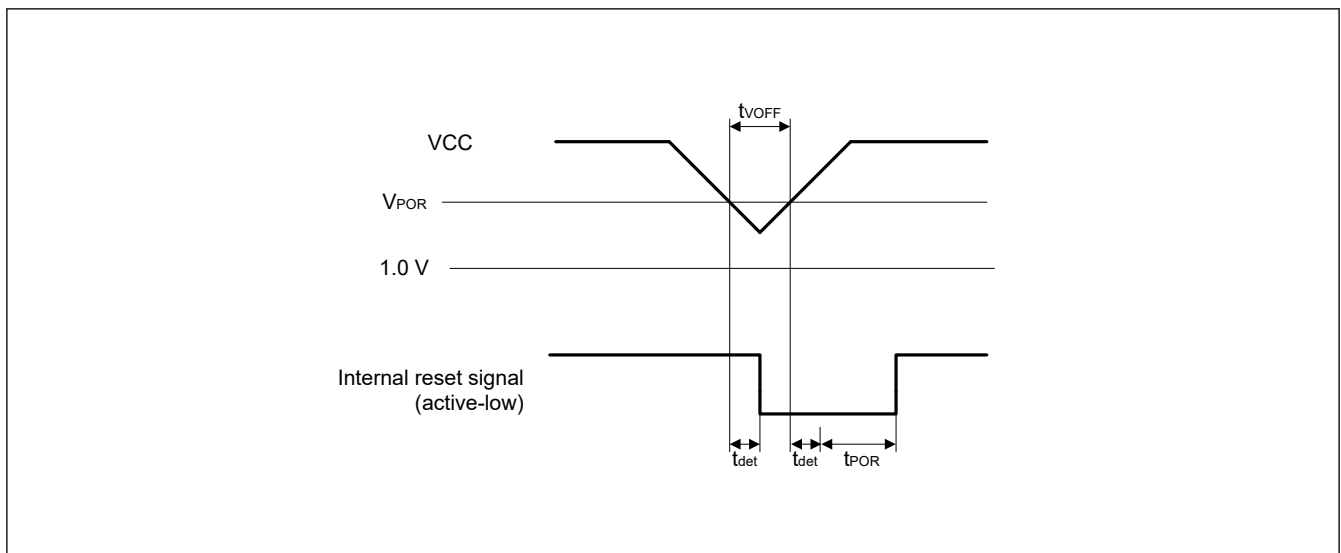 tVOFF
VCC
VPOR
1.0 V
Internal reset signal
(active-low)
tdet tdet tPOR